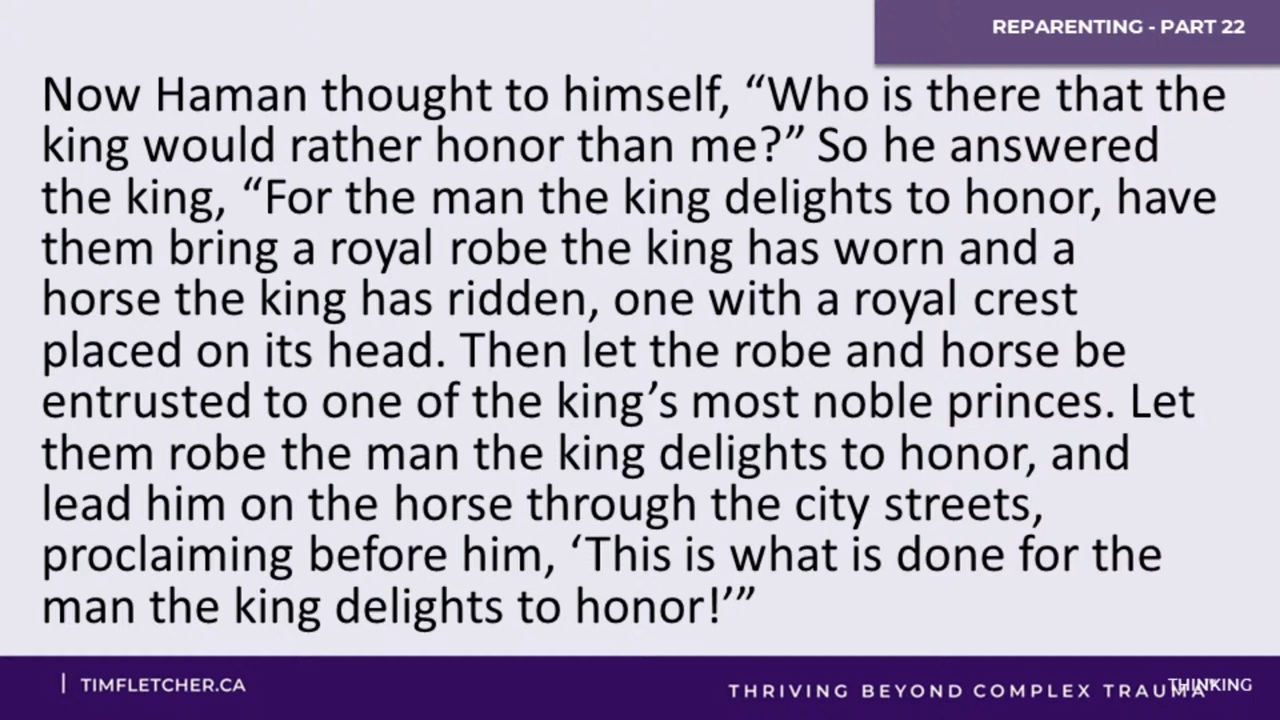 REPARENTING - PART 22
Now Haman thought to himself, “Who is there that the
king would rather honor than me?” So he answered
the king, “For the man the king delights to honor, have
them bring a royal robe the king has worn and a
horse the king has ridden, one with a royal crest
placed on its head. Then let the robe and horse be
entrusted to one of the king’s most noble princes. Let
them robe the man the king delights to honor, and
lead him on the horse through the city streets,
proclaiming before him, ‘This is what is done for the
man the king delights to honor!’”
| TIMFLETCHER.CA
THRIVING BEYOND COMPLEX TRAUMA
THINKING